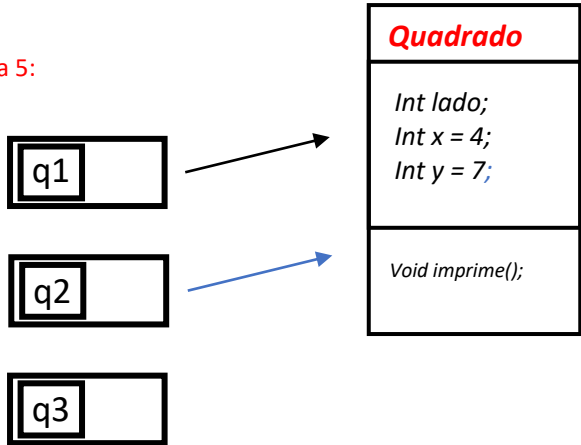 a 5:
q1
q2
q3
Quadrado
Int lado;
Int x = 4;
Int y = 7;
Void imprime();